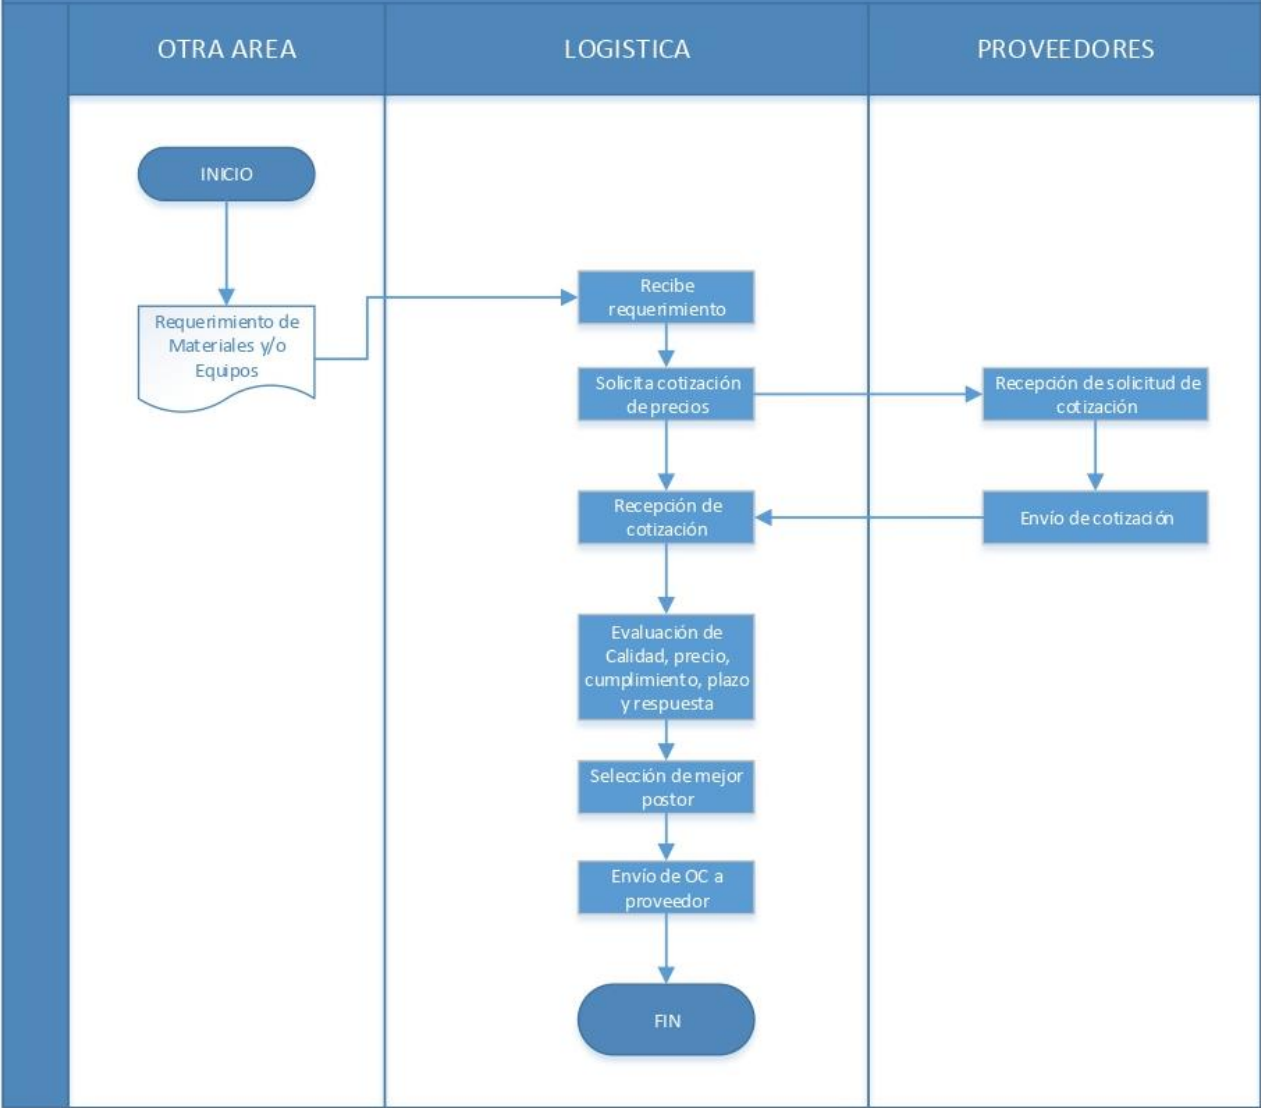 OTRA AREA
LOGISTICA
PROVEEDORES
INICIO
Requerimiento de
Materiales y/o
Equipos
Recibe
requerimiento
Solicita cotización
de precios
Recepción de solicitud de
cotización
Recepción de
cotización
Envío de cotización
Evaluación de
Calidad, precio,
cumplimiento, plazo
y respuesta
Selección de mejor
postor
Envío de OC a
proveedor
FIN